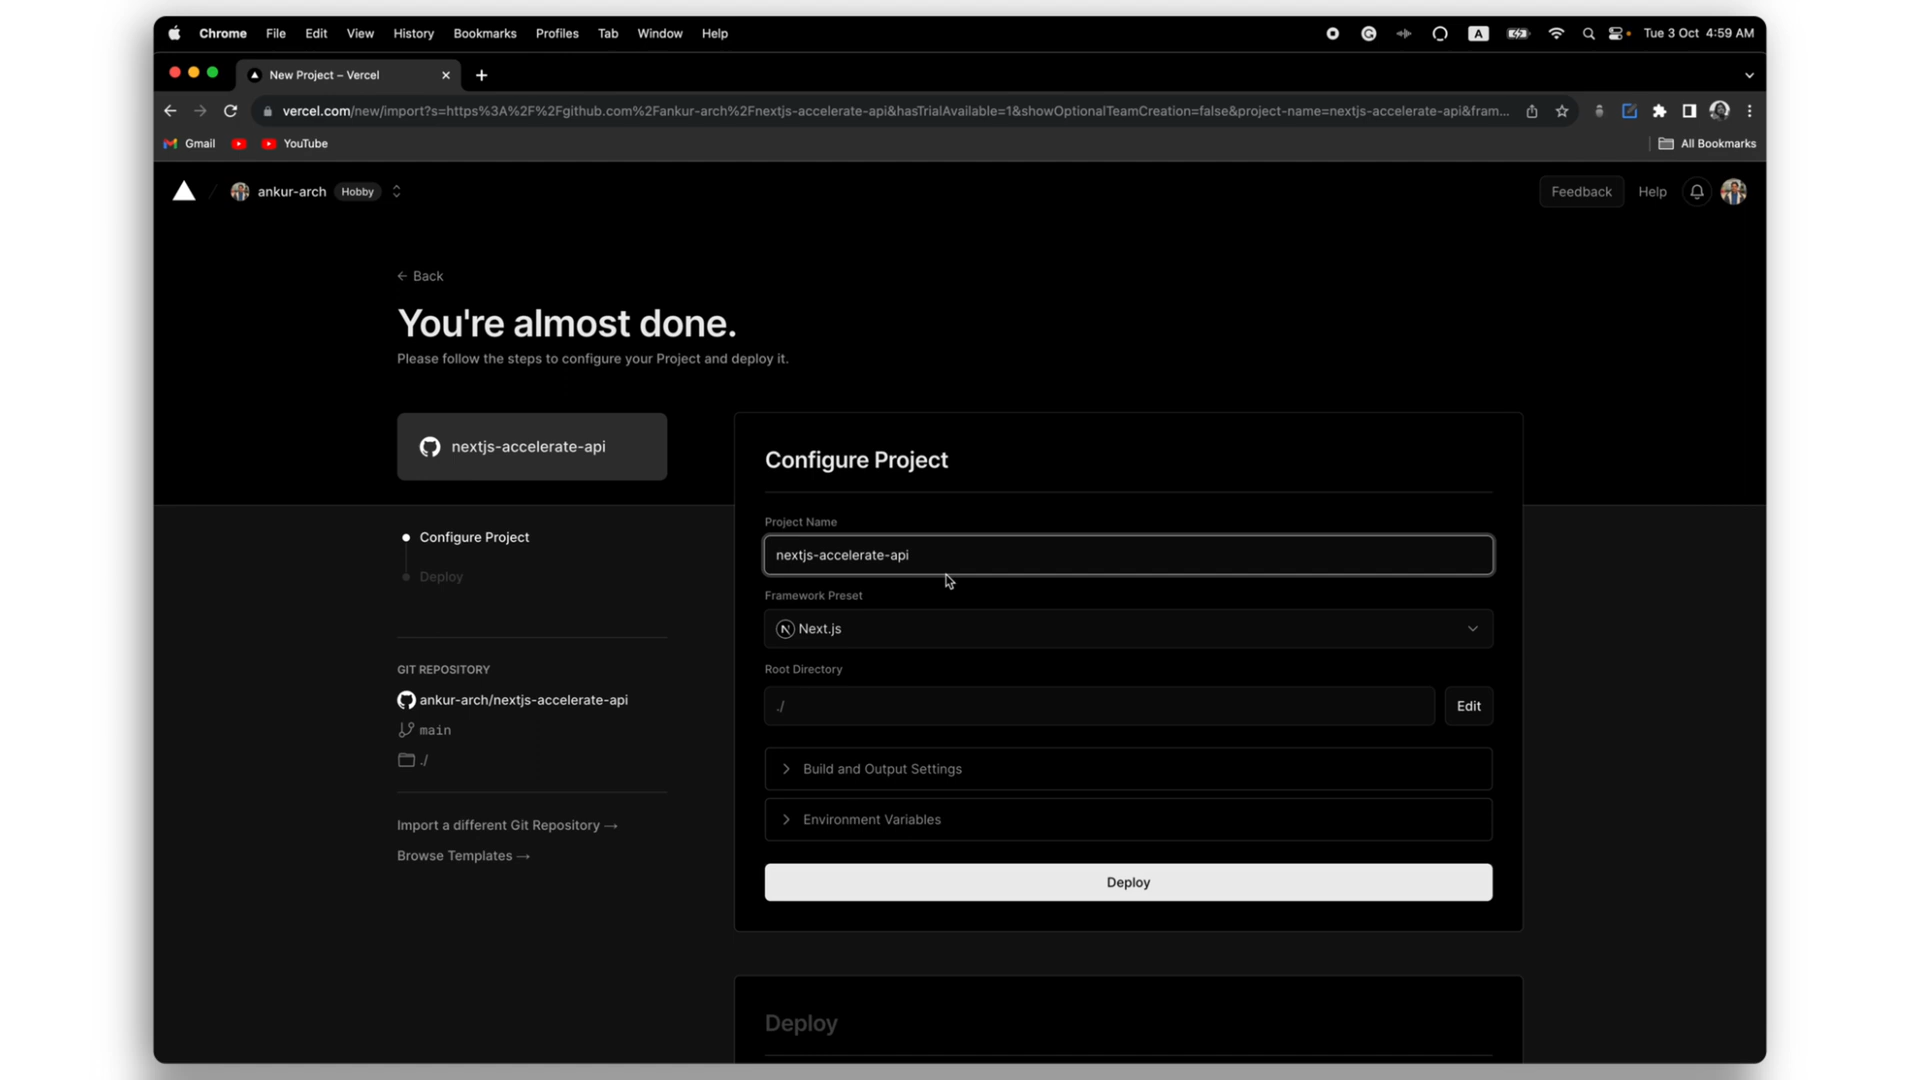 Chrome File Edit View History Bookmarks Profiles Tab Window Help A Tue 3 Oct 4:59 AM
New Project – Vercel
vercel.com/new/import?s=https%3A%2F%2Fgithub.com%2Fankur-arch%2Fnextjs-accelerate-api&hasTrialAvailable=1&showOptionalTeamCreation=false&project-name=nextjs-accelerate-api&fram...
Gmail YouTube All Bookmarks
ankur-arch Hobby Feedback Help
← Back
You're almost done.
Please follow the steps to configure your Project and deploy it.
nextjs-accelerate-api
Configure Project
Deploy
GIT REPOSITORY
ankur-arch/nextjs-accelerate-api
main
./
Import a different Git Repository →
Browse Templates →
Configure Project
Project Name
nextjs-accelerate-api
Framework Preset
N Next.js
Root Directory
./ Edit
Build and Output Settings
Environment Variables
Deploy
Deploy